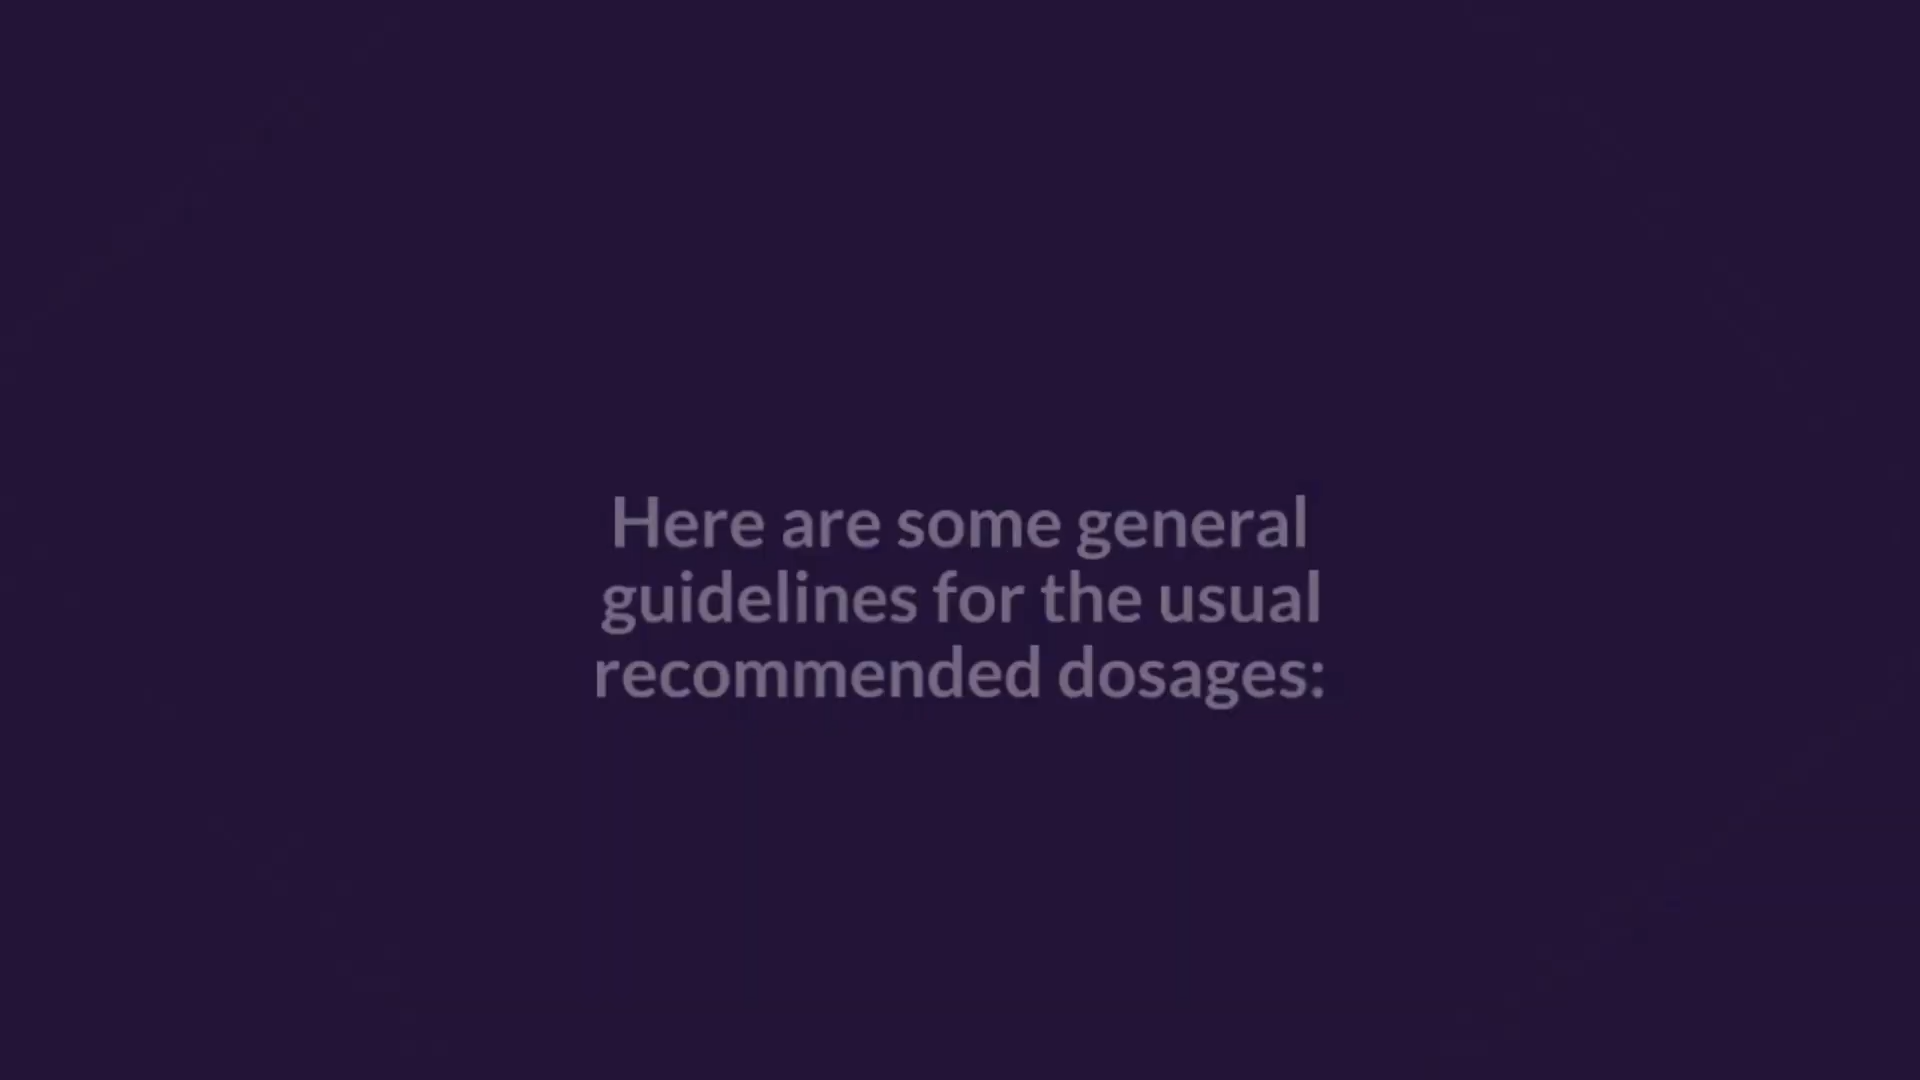 Here are some general
guidelines for the usual
recommended dosages: